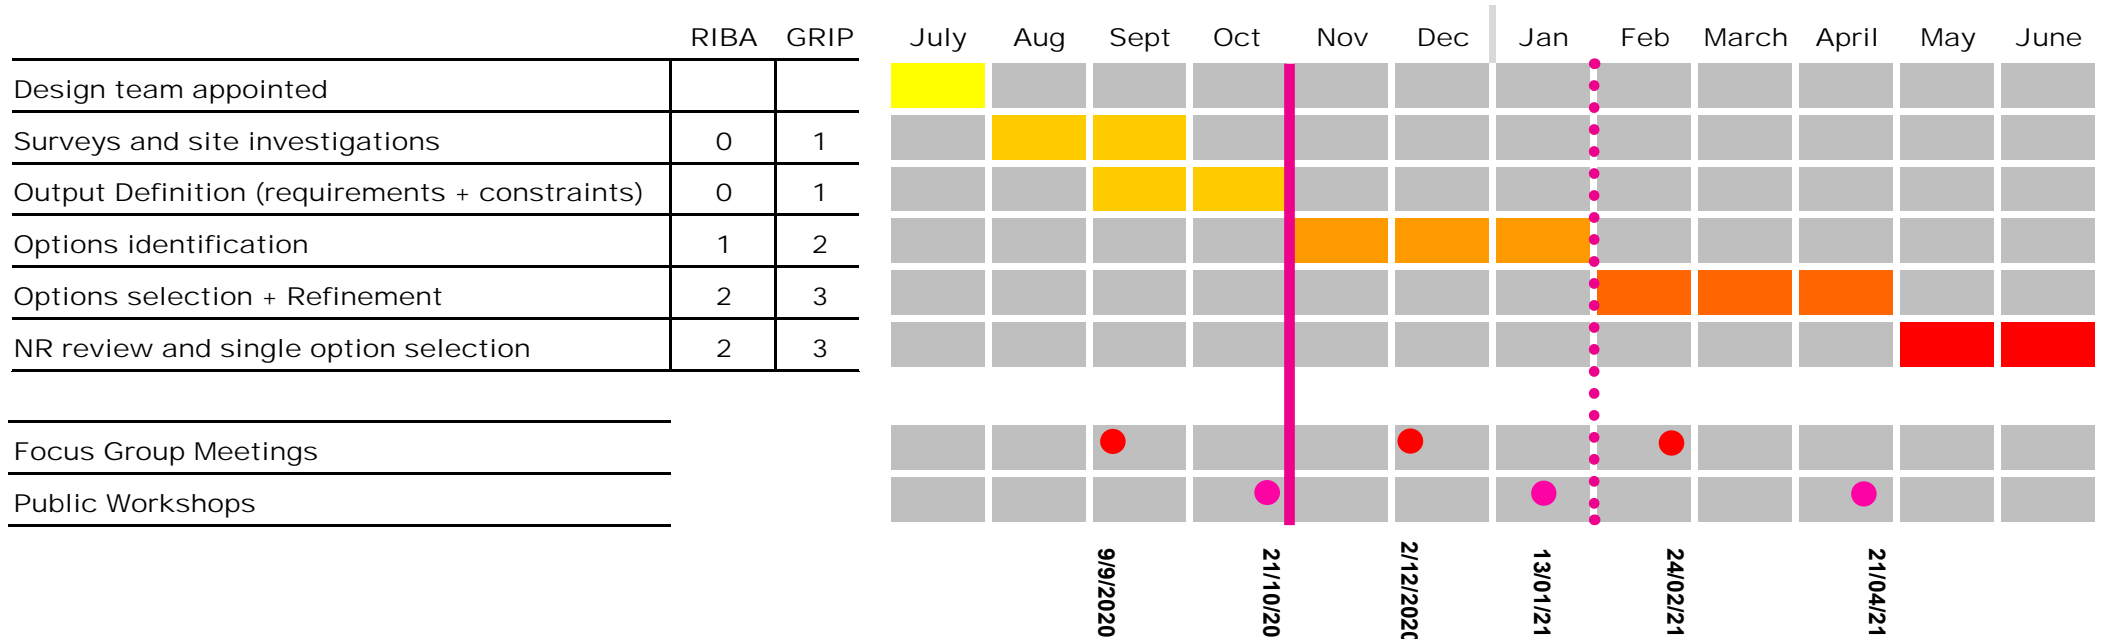 RIBA GRIP July Aug Sept Oct Nov Dec Jan Feb March April May June
Design team appointed
Surveys and site investigations 0 1
Output Definition (requirements + constraints) 0 1
Options identification 1 2
Options selection + Refinement 2 3
NR review and single option selection 2 3
Focus Group Meetings
Public Workshops
9/9/2020
21/10/20
2/12/2020
13/01/21
24/02/21
21/04/21